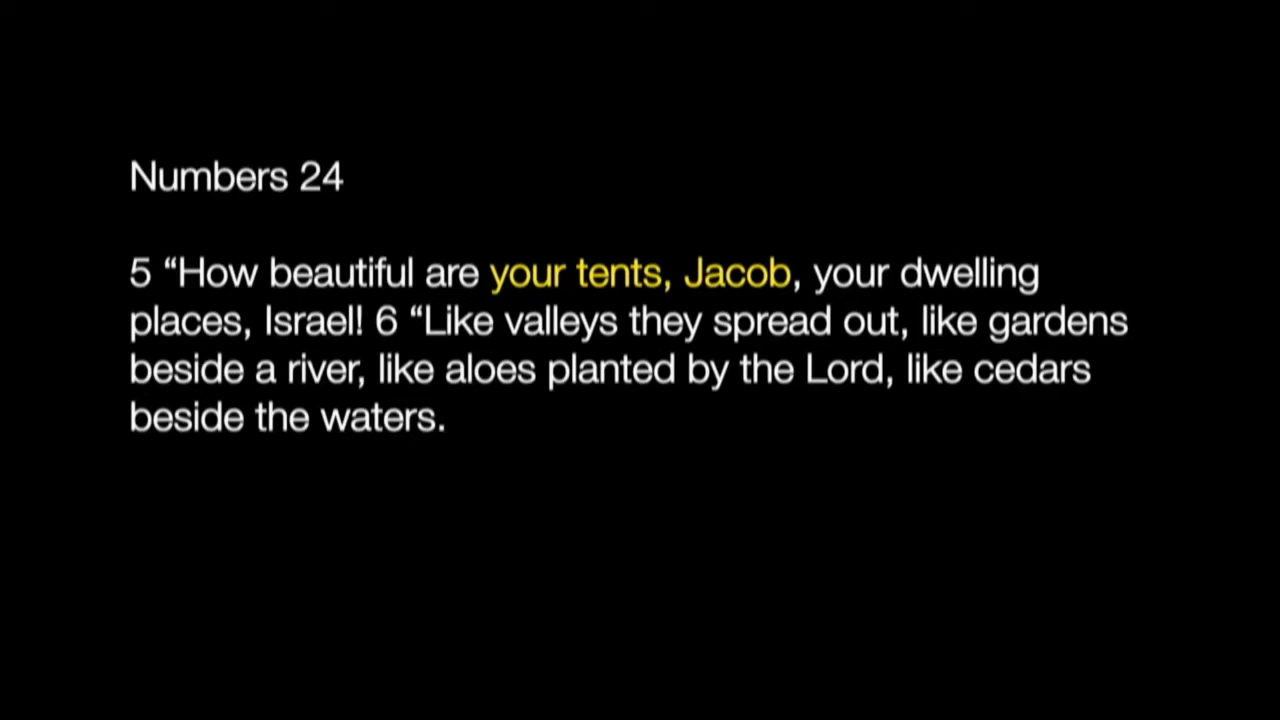 Numbers 24
5 “How beautiful are your tents, Jacob, your dwelling
places, Israel! 6 “Like valleys they spread out, like gardens
beside a river, like aloes planted by the Lord, like cedars
beside the waters.